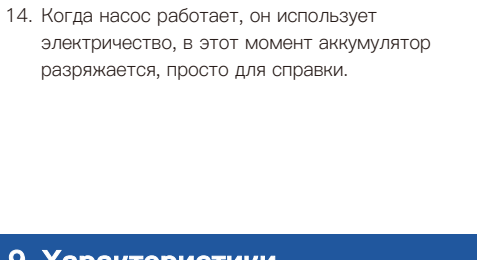 14. Когда насос работает, он использует
электричество, в этот момент аккумулятор
разряжается, просто для справки.
9. Характеристики